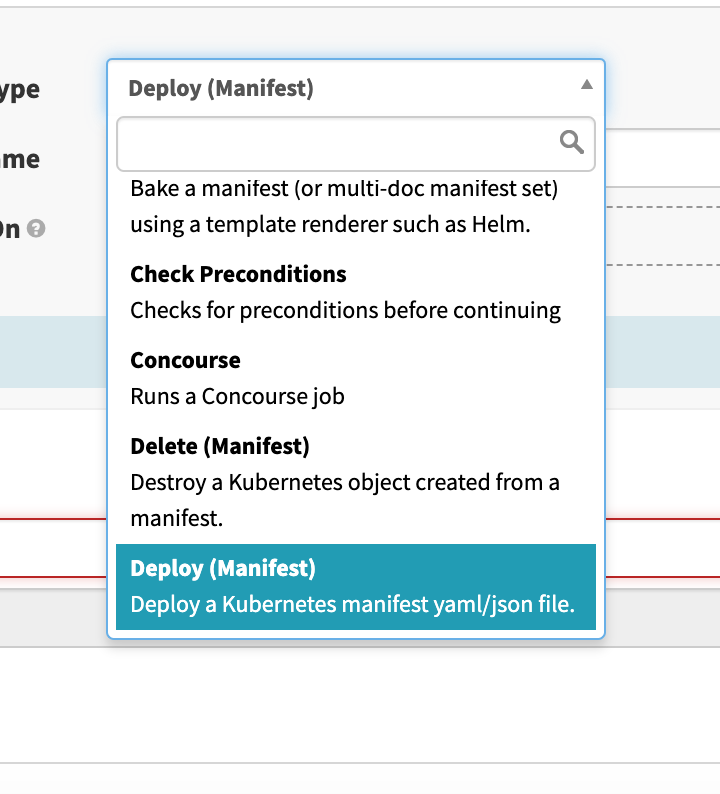 ype
Deploy (Manifest)
me
Bake a manifest (or multi-doc manifest set)
using a template renderer such as Helm.
On ?
Check Preconditions
Checks for preconditions before continuing
Concourse
Runs a Concourse job
Delete (Manifest)
Destroy a Kubernetes object created from a
manifest.
Deploy (Manifest)
Deploy a Kubernetes manifest yaml/json file.